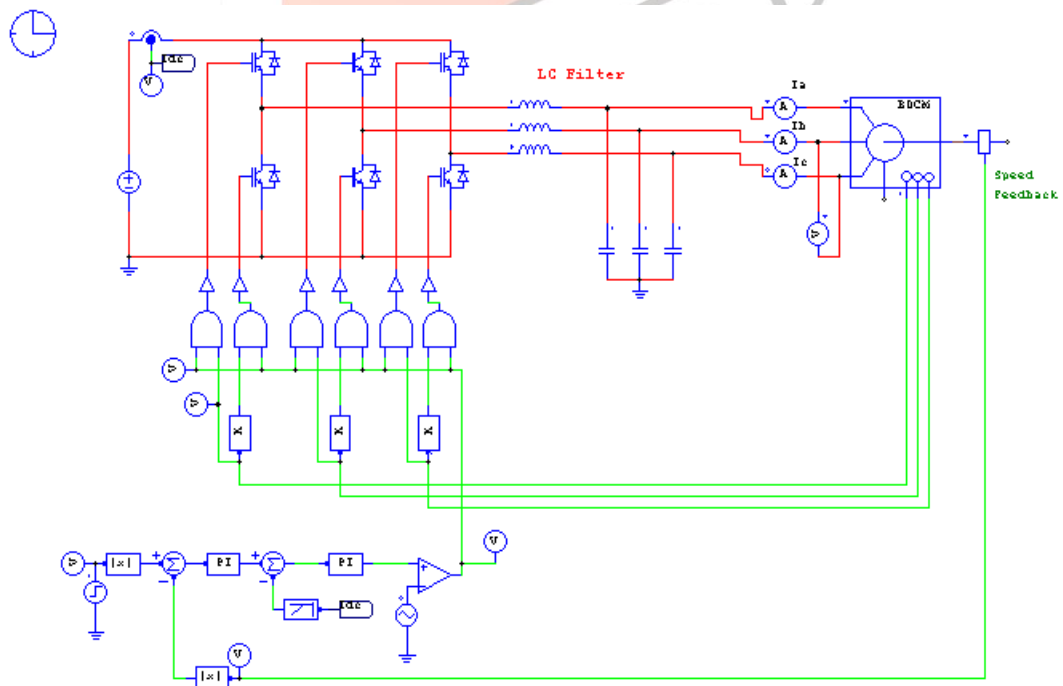 Idc
V
LC Filter
Ia
BDCM
A
Ib
A
Ic
A
Speed
Feedback
V
V
V
K
K
K
V
V
|x|
+
Σ
−
PI
+
Σ
−
PI
+
−
Idc
V
|x|